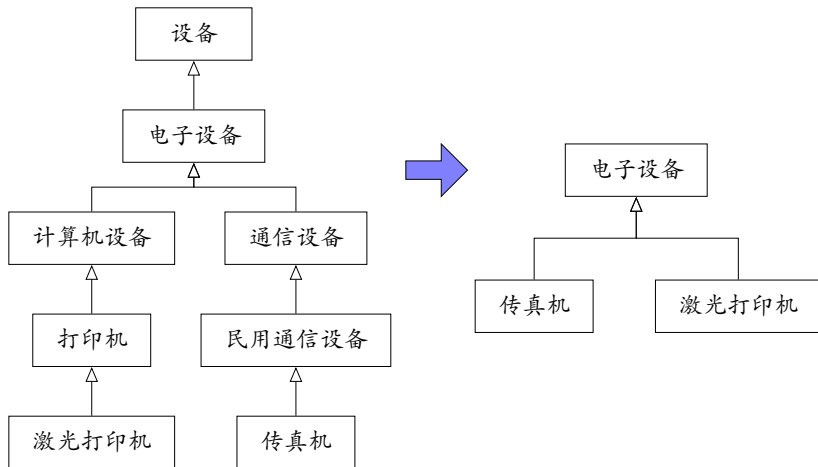 设备
电子设备
计算机设备
通信设备
打印机
民用通信设备
激光打印机
传真机
电子设备
传真机
激光打印机